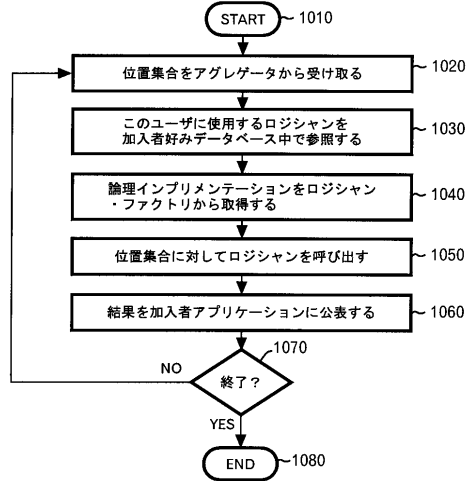 START
1010
位置集合をアグレゲータから受け取る
1020
このユーザに使用するロジシャンを
加入者好みデータベース中で参照する
1030
論理インプリメンテーションをロジシャン
・ファクトリから取得する
1040
位置集合に対してロジシャンを呼び出す
1050
結果を加入者アプリケーションに公表する
1060
1070
終了？
NO
YES
END
1080